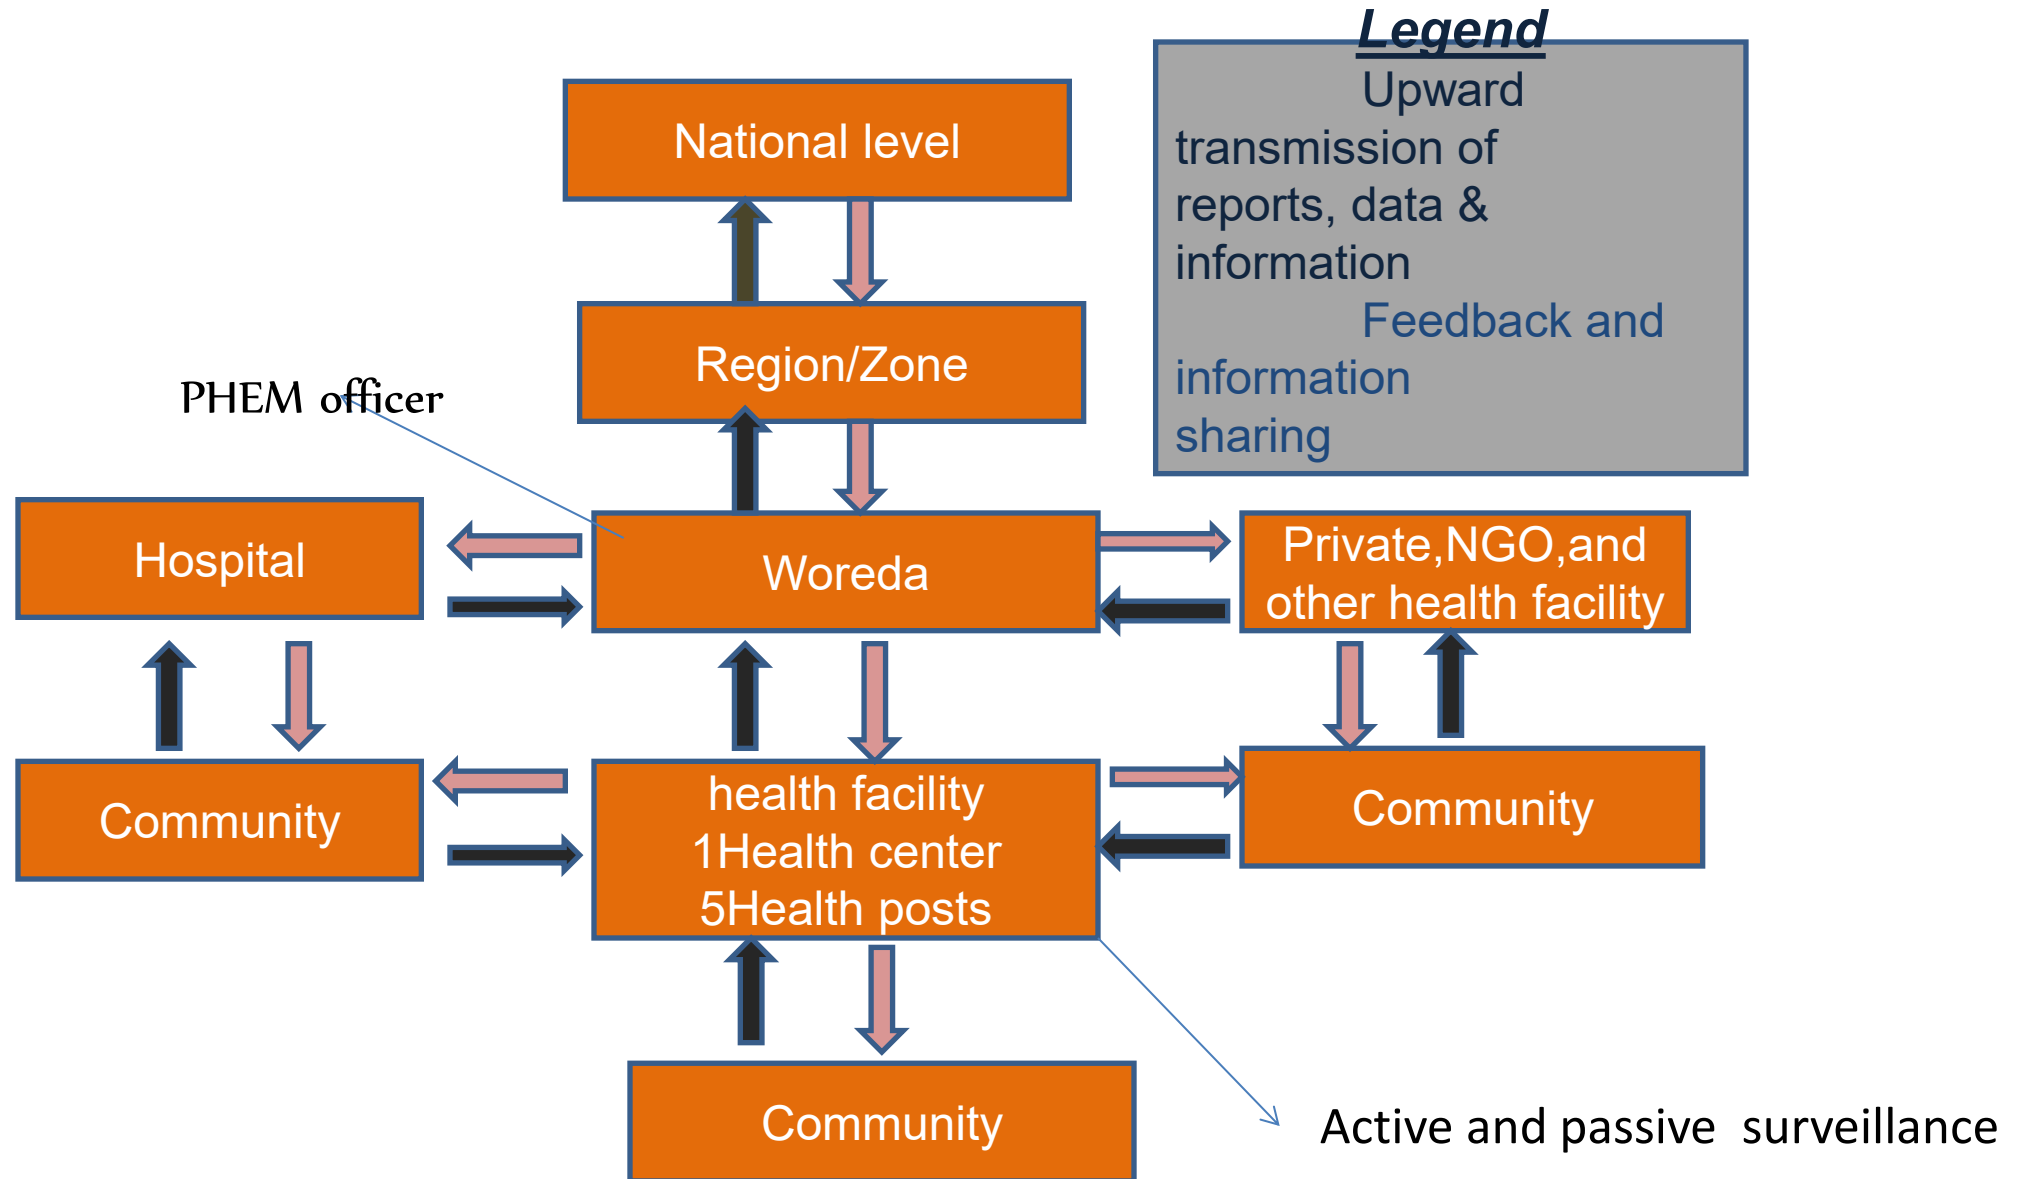 Legend
Upward
transmission of
reports, data &
information
Feedback and
information
sharing
National level
Region/Zone
PHEM officer
Hospital
Woreda
Private,NGO,and
other health facility
Community
health facility
1Health center
5Health posts
Community
Community
Active and passive surveillance